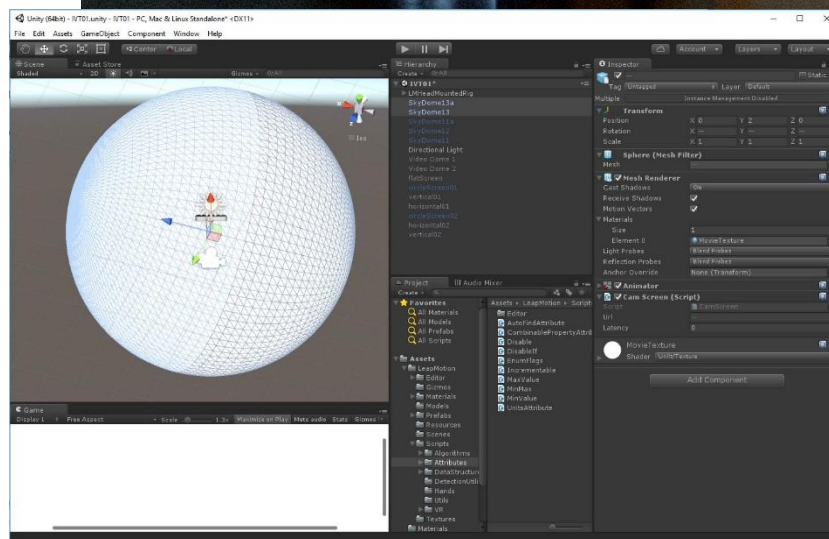 Unity (64bit) - IVT01.unity - IVT01 - PC, Mac & Linux Standalone* <DX11>
File Edit Assets GameObject Component Window Help
Center Local
Account Layers Layout
Scene Asset Store
Shaded 2D Gizmos All
Iso
Game
Display 1 Free Aspect Scale 1.3x Maximize on Play Mute audio Stats Gizmos
Hierarchy
Create All
IVT01*
LMHeadMountedRig
SkyDome13a
SkyDome13
SkyDome11a
SkyDome12
SkyDome11
Directional Light
Video Dome 1
Video Dome 2
flatScreen
circleScreen01
vertical01
horizontal01
circleScreen02
horizontal02
vertical02
Project Audio Mixer
Create
Favorites
All Materials
All Models
All Prefabs
All Scripts
Assets
LeapMotion
Editor
Gizmos
Materials
Models
Prefabs
Resources
Scenes
Scripts
Algorithms
Attributes
DataStructure
DetectionUtili
Hands
Utils
VR
Textures
Materials
Assets LeapMotion Script
Editor
AutoFindAttribute
CombinablePropertyAttrib
Disable
DisableIf
EnumFlags
Incrementable
MaxValue
MinMax
MinValue
UnitsAttribute
Inspector
Static
Tag Untagged Layer Default
Multiple Instance Management Disabled
Transform
Position X 0 Y 2 Z 0
Rotation X — Y — Z —
Scale X 1 Y 1 Z 1
Sphere (Mesh Filter)
Mesh
Mesh Renderer
Cast Shadows On
Receive Shadows
Motion Vectors
Materials
Size 1
Element 0 MovieTexture
Light Probes Blend Probes
Reflection Probes Blend Probes
Anchor Override None (Transform)
Animator
Cam Screen (Script)
Script CamScreen
Url —
Latency 0
MovieTexture
Shader Unlit/Texture
Add Component